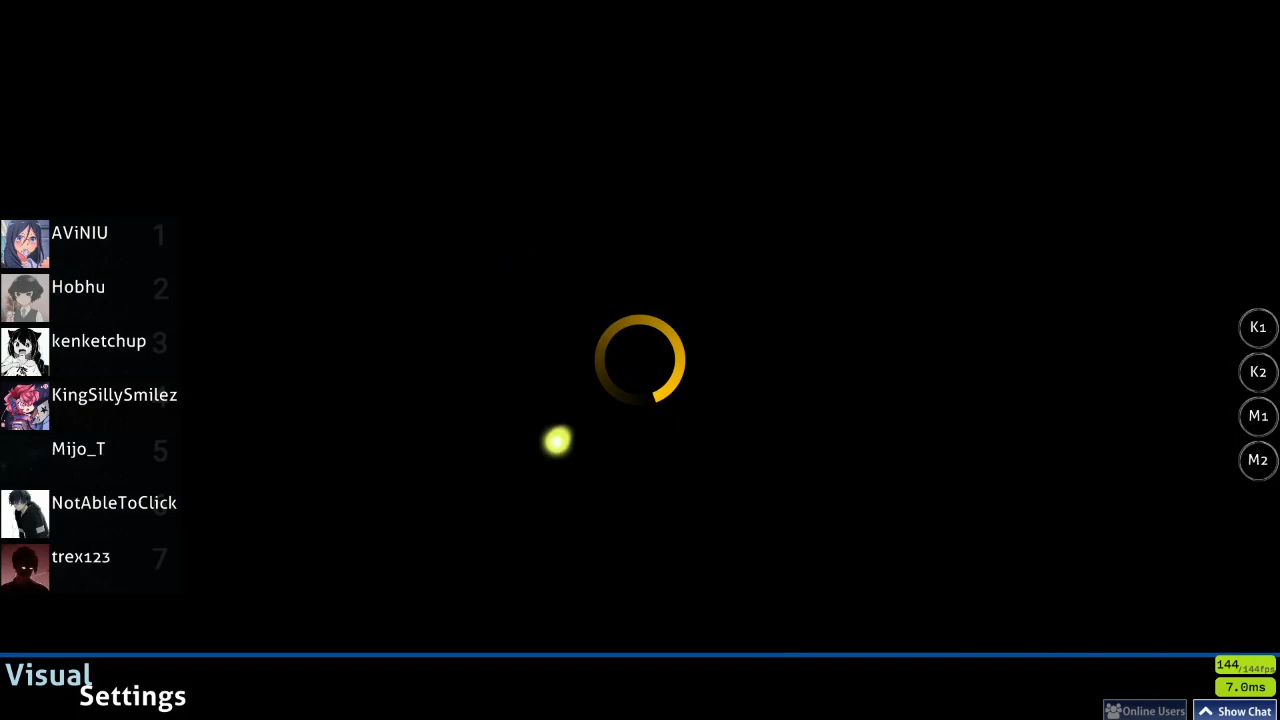 AViNIU 1
Hobhu 2
kenketchup 3
KingSillySmilez
Mijo_T 5
NotAbleToClick
trex123 7
K1
K2
M1
M2
Visual
Settings
144/144fps
7.0ms
Online Users
Show Chat